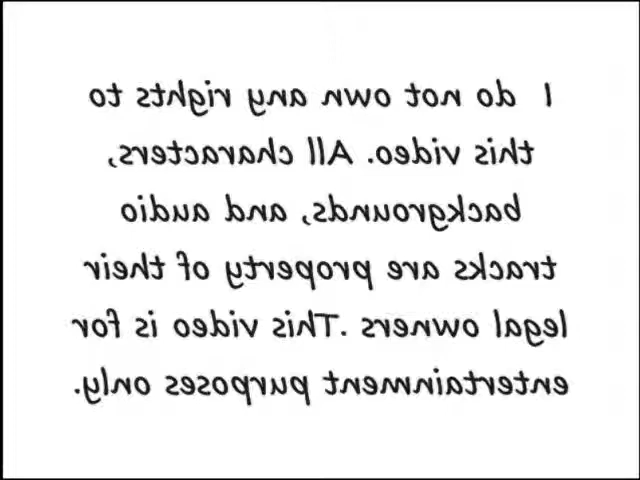 I do not own any rights to
this video. All characters,
backgrounds, and audio
tracks are property of their
legal owners. This video is for
entertainment purposes only.